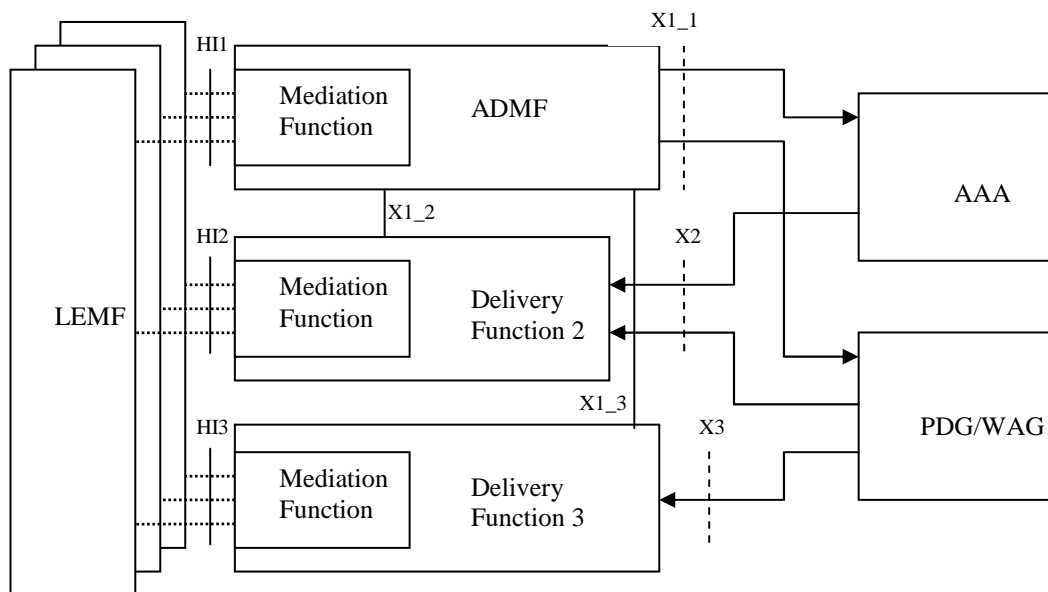 X1_1
HI1
Mediation
Function
ADMF
AAA
X1_2
HI2
X2
Mediation
Function
Delivery
Function 2
LEMF
X1_3
HI3
X3
PDG/WAG
Mediation
Function
Delivery
Function 3